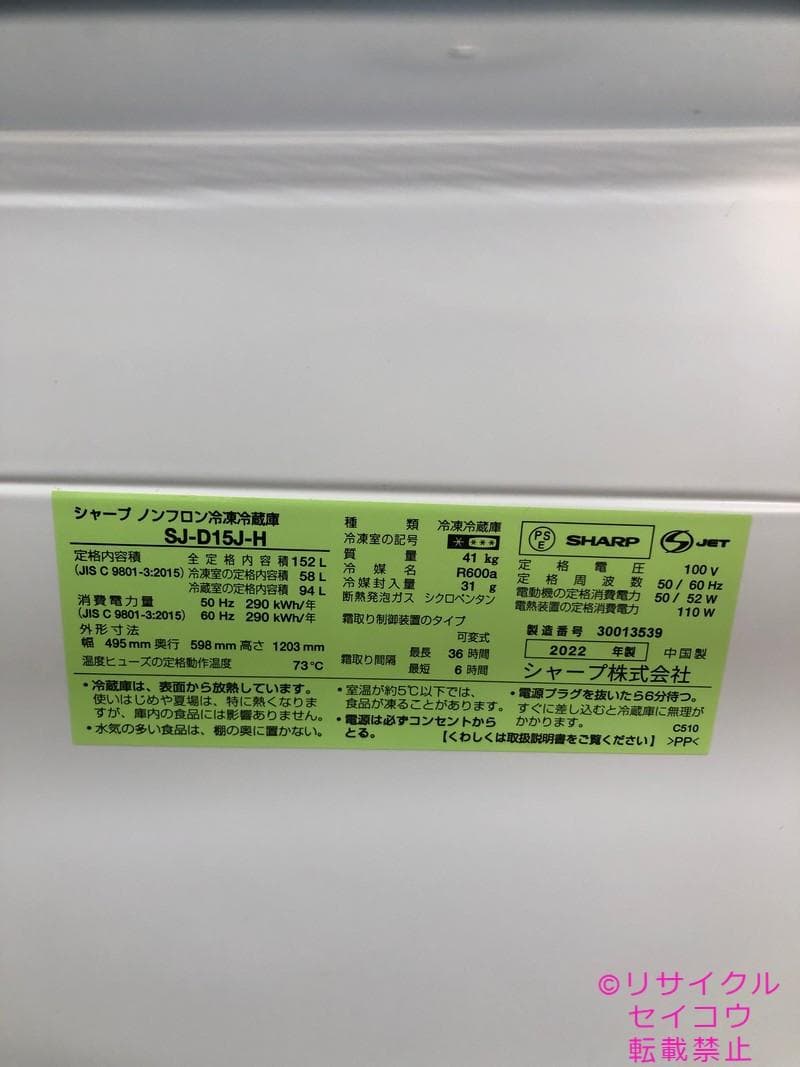 シャープ ノンフロン冷凍冷蔵庫
SJ-D15J-H
定格内容積 全定格内容積 152 L
(JIS C 9801-3:2015) 冷凍室の定格内容積 58 L
冷蔵室の定格内容積 94 L
消費電力量 50 Hz 290 kWh/年
(JIS C 9801-3:2015) 60 Hz 290 kWh/年
外形寸法
幅 495 mm 奥行 598 mm 高さ 1203 mm
温度ヒューズの定格動作温度 73℃
種類 冷凍冷蔵庫
冷凍室の記号 * ***
質量 41 kg
冷媒名 R600a
冷媒封入量 31 g
断熱発泡ガス シクロペンタン
霜取り制御装置のタイプ
可変式
霜取り間隔 最長 36 時間
最短 6 時間
PS
E
SHARP
S JET
定格電圧 100 V
定格周波数 50 / 60 Hz
電動機の定格消費電力 50 / 52 W
電熱装置の定格消費電力 110 W
製造番号 30013539
2022 年製 中国製
シャープ株式会社
・冷蔵庫は、表面から放熱しています。
使いはじめや夏場は、特に熱くなりま
すが、庫内の食品には影響ありません。
・水気の多い食品は、棚の奥に置かない。
・室温が約5℃以下では、
食品が凍ることがあります。
・電源は必ずコンセントから
とる。
・電源プラグを抜いたら6分待つ。
すぐに差し込むと冷蔵庫に無理が
かかります。
【くわしくは取扱説明書をご覧ください】
C510
>PP<
©リサイクル
セイコウ
転載禁止